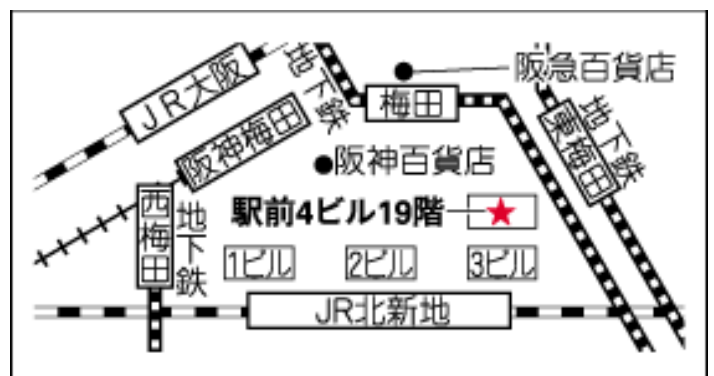 JR大阪
地下鉄
阪急百貨店
梅田
阪神梅田
阪神百貨店
地下鉄
東梅田
西梅田
地下鉄
駅前4ビル19階
1ビル
2ビル
3ビル
JR北新地